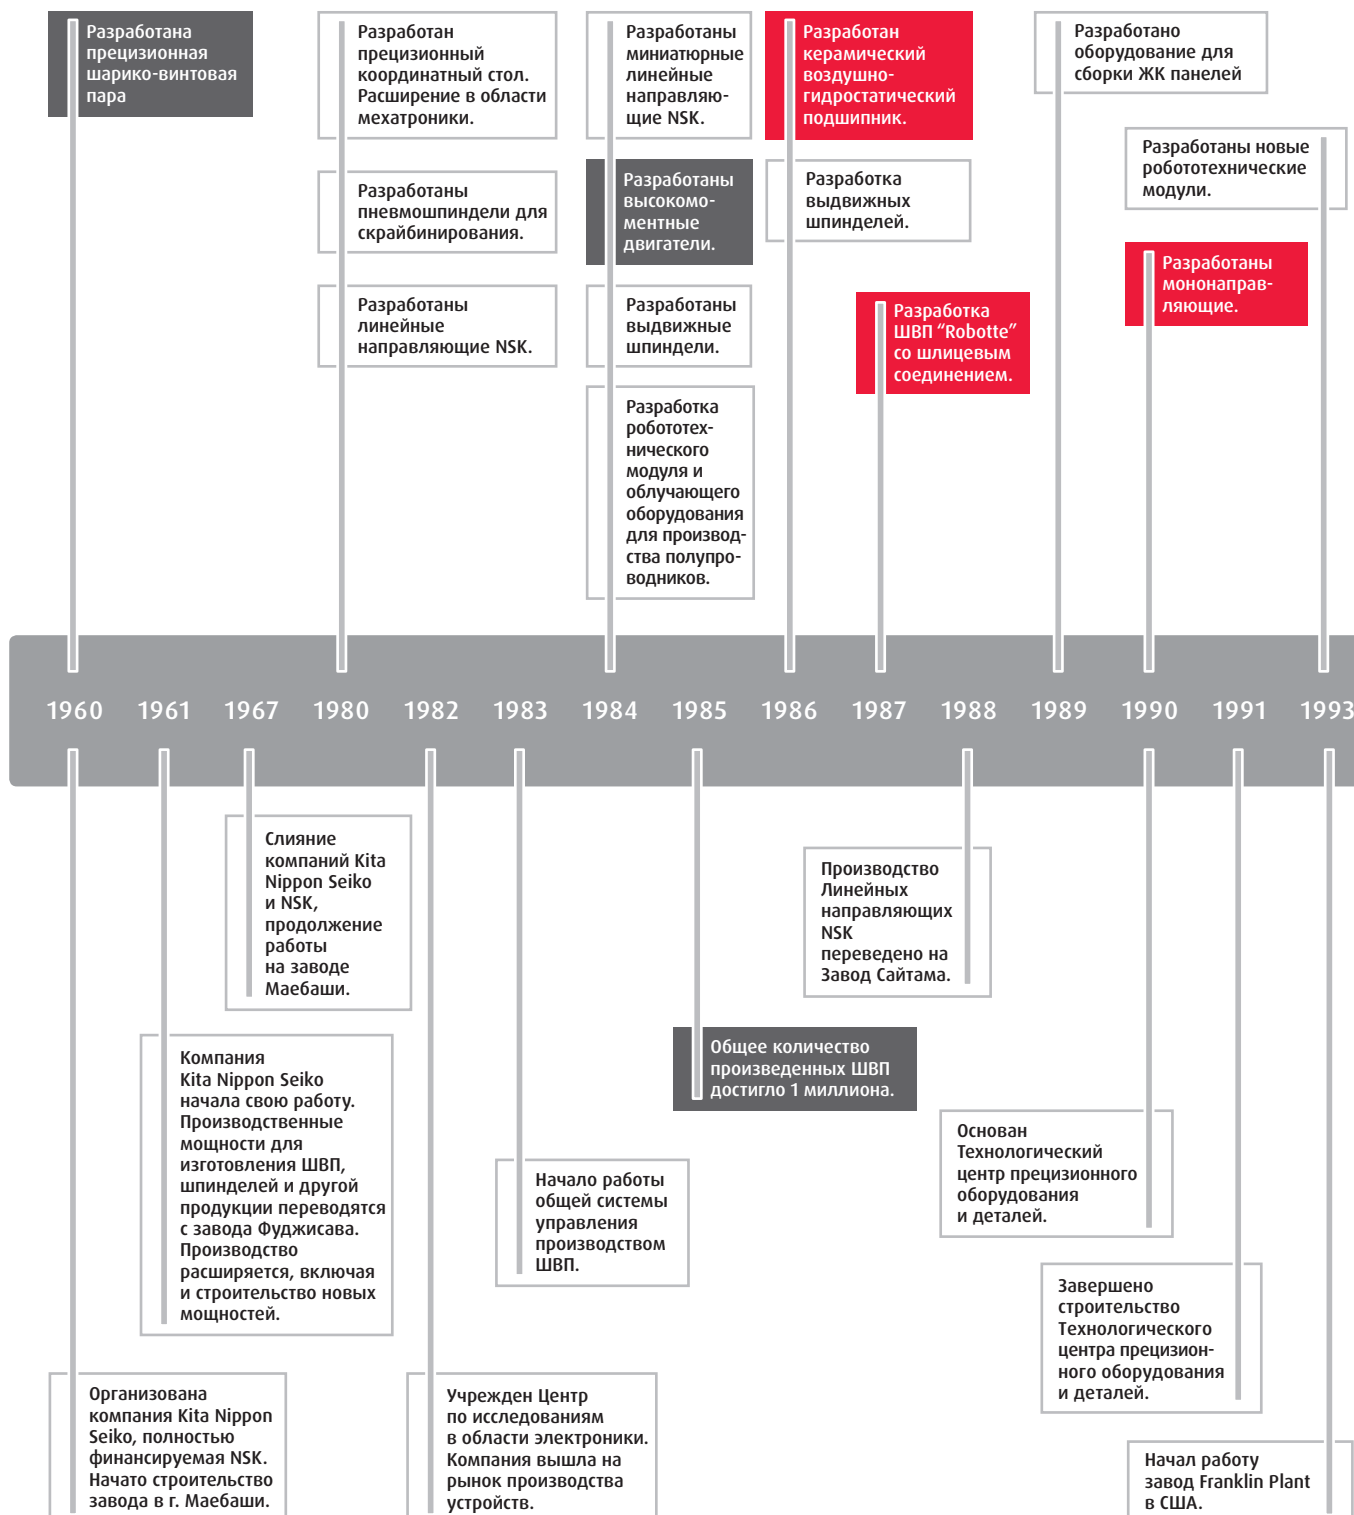 Разработана
прецизионная
шарико-винтовая
пара
Разработан
прецизионный
координатный стол.
Расширение в области
мехатроники.
Разработаны
пневмошпиндели для
скрайбинирования.
Разработаны
линейные
направляющие NSK.
Разработаны
миниатюрные
линейные
направляю-
щие NSK.
Разработаны
высокомо-
ментные
двигатели.
Разработаны
выдвижные
шпиндели.
Разработка
робототех-
нического
модуля и
облучающего
оборудования
для производ-
ства полупро-
водников.
Разработан
керамический
воздушно-
гидростатический
подшипник.
Разработка
выдвижных
шпинделей.
Разработка
ШВП “Robotte”
со шлицевым
соединением.
Разработано
оборудование для
сборки ЖК панелей
Разработаны новые
робототехнические
модули.
Разработаны
мононаправ-
ляющие.
1960 1961 1967 1980 1982 1983 1984 1985 1986 1987 1988 1989 1990 1991 1993
Слияние
компаний Kita
Nippon Seiko
и NSK,
продолжение
работы
на заводе
Маебаши.
Компания
Kita Nippon Seiko
начала свою работу.
Производственные
мощности для
изготовления ШВП,
шпинделей и другой
продукции переводятся
с завода Фуджисава.
Производство
расширяется, включая
и строительство новых
мощностей.
Организована
компания Kita Nippon
Seiko, полностью
финансируемая NSK.
Начато строительство
завода в г. Маебаши.
Учрежден Центр
по исследованиям
в области электроники.
Компания вышла на
рынок производства
устройств.
Начало работы
общей системы
управления
производством
ШВП.
Общее количество
произведенных ШВП
достигло 1 миллиона.
Производство
Линейных
направляющих
NSK
переведено на
Завод Сайтама.
Основан
Технологический
центр прецизионного
оборудования
и деталей.
Завершено
строительство
Технологического
центра прецизион-
ного оборудования
и деталей.
Начал работу
завод Franklin Plant
в США.